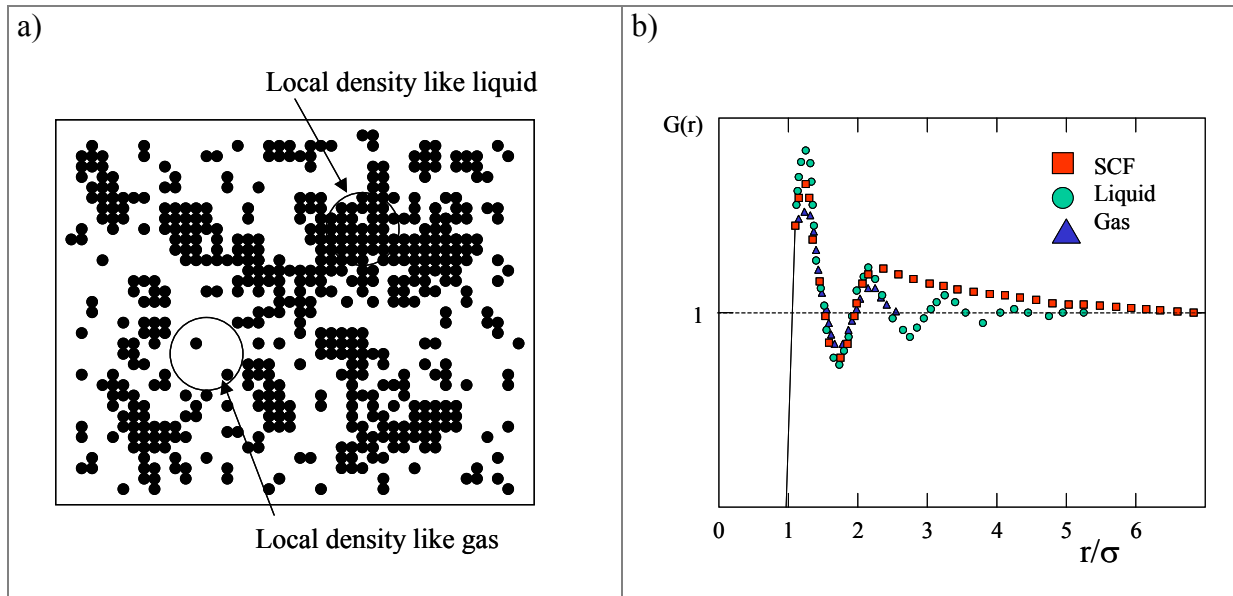 a)
Local density like liquid
Local density like gas
b)
G(r)
SCF
Liquid
Gas
1
0 1 2 3 4 5 6
r/σ